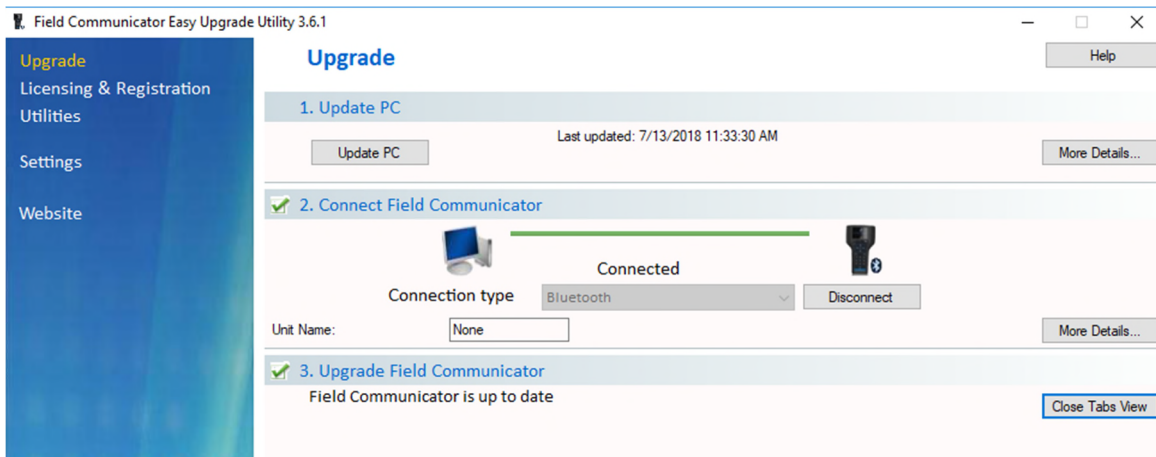 Field Communicator Easy Upgrade Utility 3.6.1
Upgrade
Licensing & Registration
Utilities
Settings
Website
Upgrade
Help
1. Update PC
Last updated: 7/13/2018 11:33:30 AM
Update PC
More Details...
2. Connect Field Communicator
Connected
Connection type
Bluetooth
Disconnect
Unit Name:
None
More Details...
3. Upgrade Field Communicator
Field Communicator is up to date
Close Tabs View